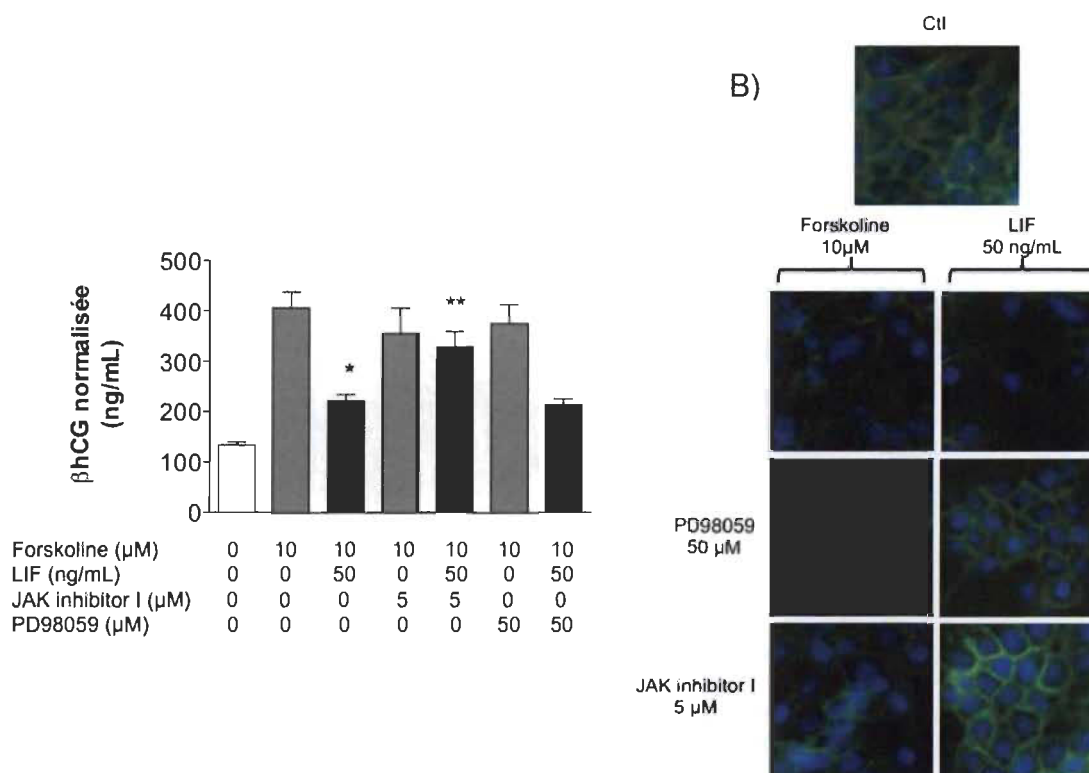 βhCG normalisée
(ng/mL)
500
400
300
200
100
0
*
**
Forskoline (µM) 0 10 10 10 10 10 10
LIF (ng/mL) 0 0 50 0 50 0 50
JAK inhibitor I (µM) 0 0 0 5 5 0 0
PD98059 (µM) 0 0 0 0 0 50 50
B)
Ctl
Forskoline
10µM
LIF
50 ng/mL
PD98059
50 µM
JAK inhibitor I
5 µM